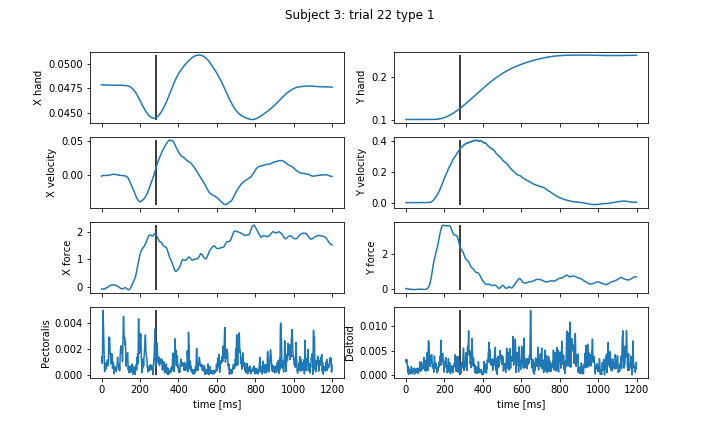 Subject 3: trial 22 type 1
X hand
0.0500
0.0475
0.0450
Y hand
0.2
0.1
X velocity
0.05
0.00
Y velocity
0.4
0.2
0.0
X force
2
1
0
Y force
2
0
Pectoralis
0.004
0.002
0.000
0 200 400 600 800 1000 1200
time [ms]
Deltoid
0.010
0.005
0.000
0 200 400 600 800 1000 1200
time [ms]